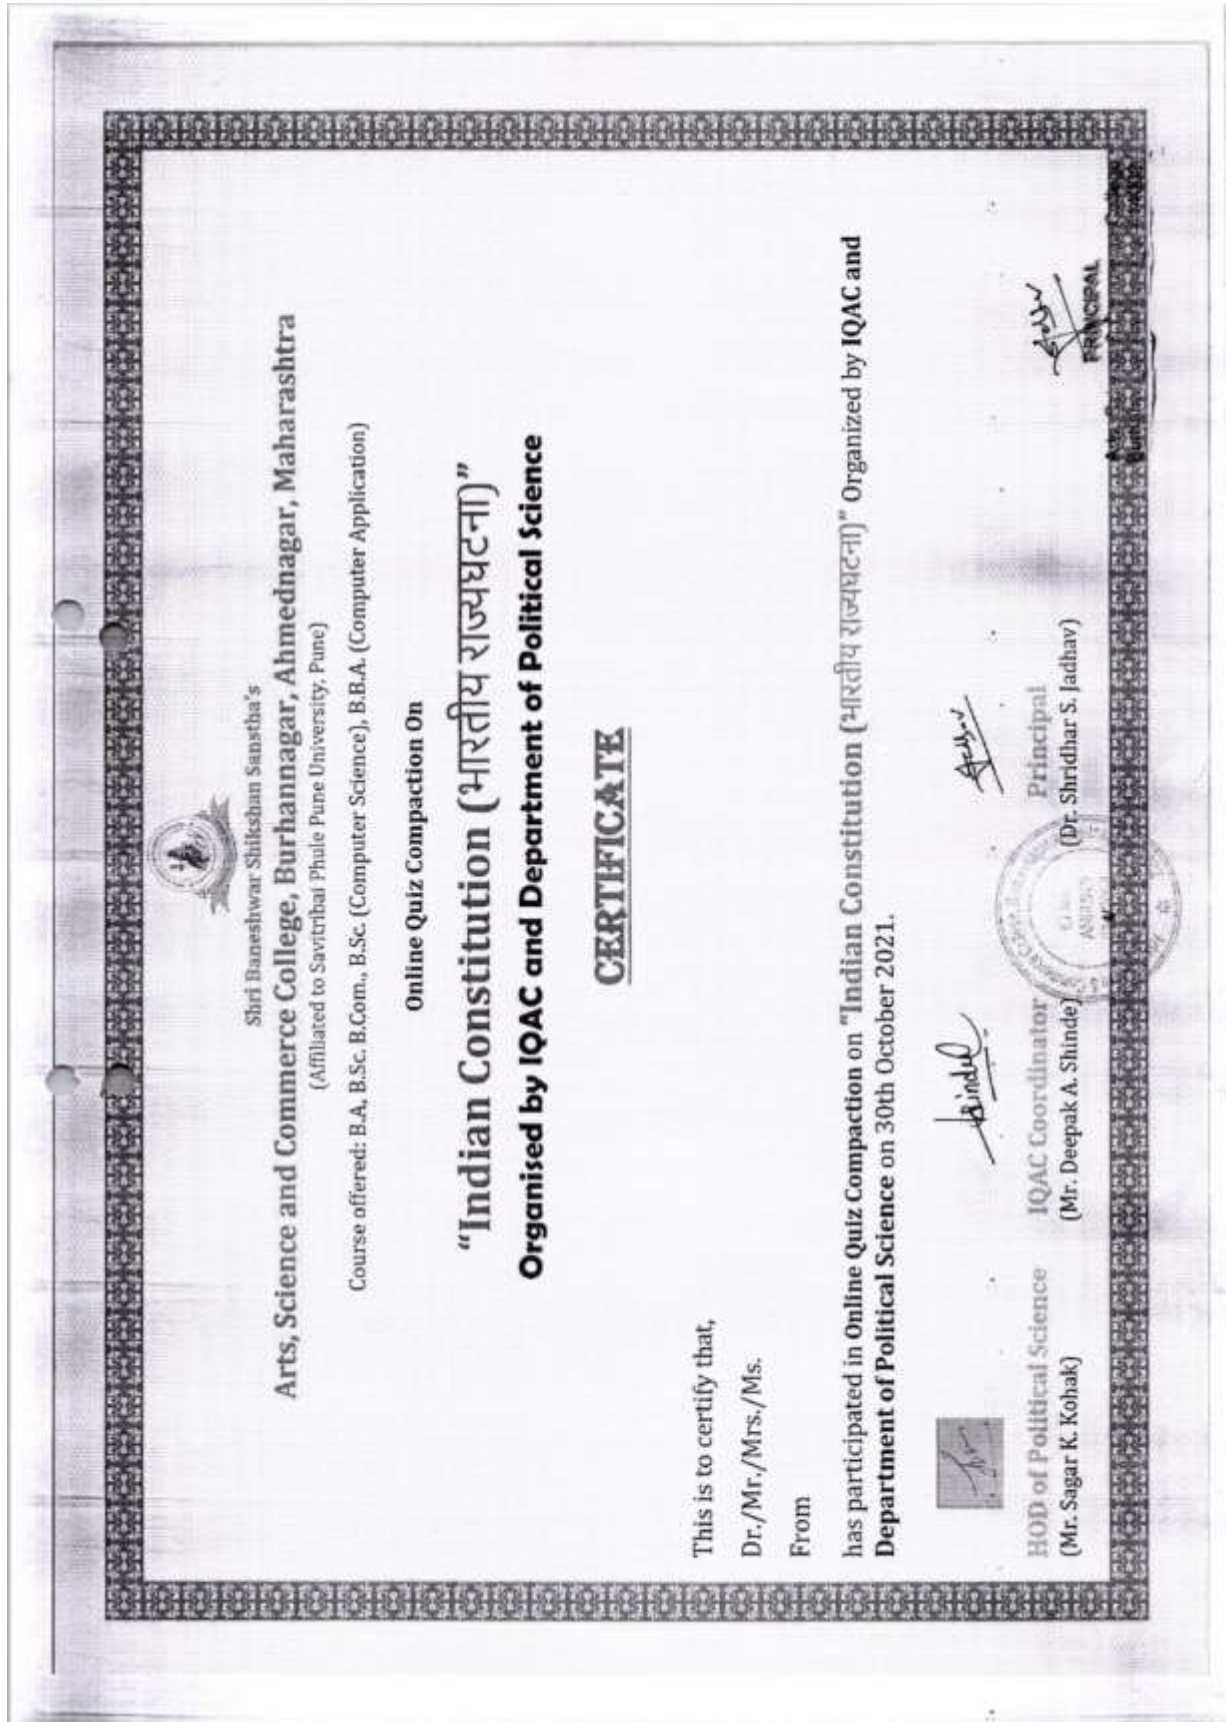 Shri Baneshwar Shikshan Sanstha's
Arts, Science and Commerce College, Burhannagar, Ahmednagar, Maharashtra
(Affiliated to Savitribai Phule Pune University, Pune)
Course offered: B.A, B.Sc. B.Com., B.Sc. (Computer Science), B.B.A. (Computer Application)
Online Quiz Compaction On
"Indian Constitution (भारतीय राज्यघटना)"
Organised by IQAC and Department of Political Science
CERTIFICATE
This is to certify that,
Dr./Mr./Mrs./Ms.
From
has participated in Online Quiz Compaction on "Indian Constitution (भारतीय राज्यघटना)" Organized by IQAC and
Department of Political Science on 30th October 2021.
HOD of Political Science IQAC Coordinator Principal
(Mr. Sagar K. Kohak) (Mr. Deepak A. Shinde) (Dr. Shridhar S. Jadhav)
PRINCIPAL